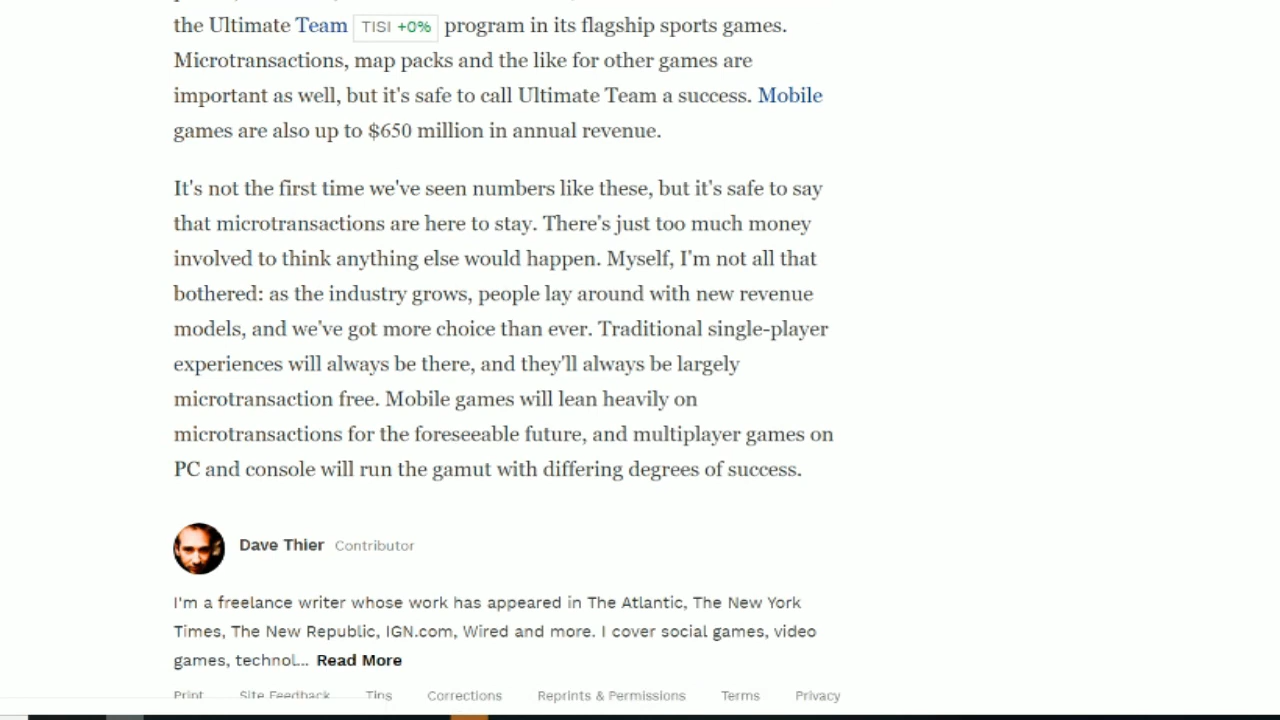 the Ultimate Team TISI +0% program in its flagship sports games.
Microtransactions, map packs and the like for other games are
important as well, but it's safe to call Ultimate Team a success. Mobile
games are also up to $650 million in annual revenue.
It's not the first time we've seen numbers like these, but it's safe to say
that microtransactions are here to stay. There's just too much money
involved to think anything else would happen. Myself, I'm not all that
bothered: as the industry grows, people lay around with new revenue
models, and we've got more choice than ever. Traditional single-player
experiences will always be there, and they'll always be largely
microtransaction free. Mobile games will lean heavily on
microtransactions for the foreseeable future, and multiplayer games on
PC and console will run the gamut with differing degrees of success.
Dave Thier Contributor
I'm a freelance writer whose work has appeared in The Atlantic, The New York
Times, The New Republic, IGN.com, Wired and more. I cover social games, video
games, technol... Read More
Print Site Feedback Tips Corrections Reprints & Permissions Terms Privacy